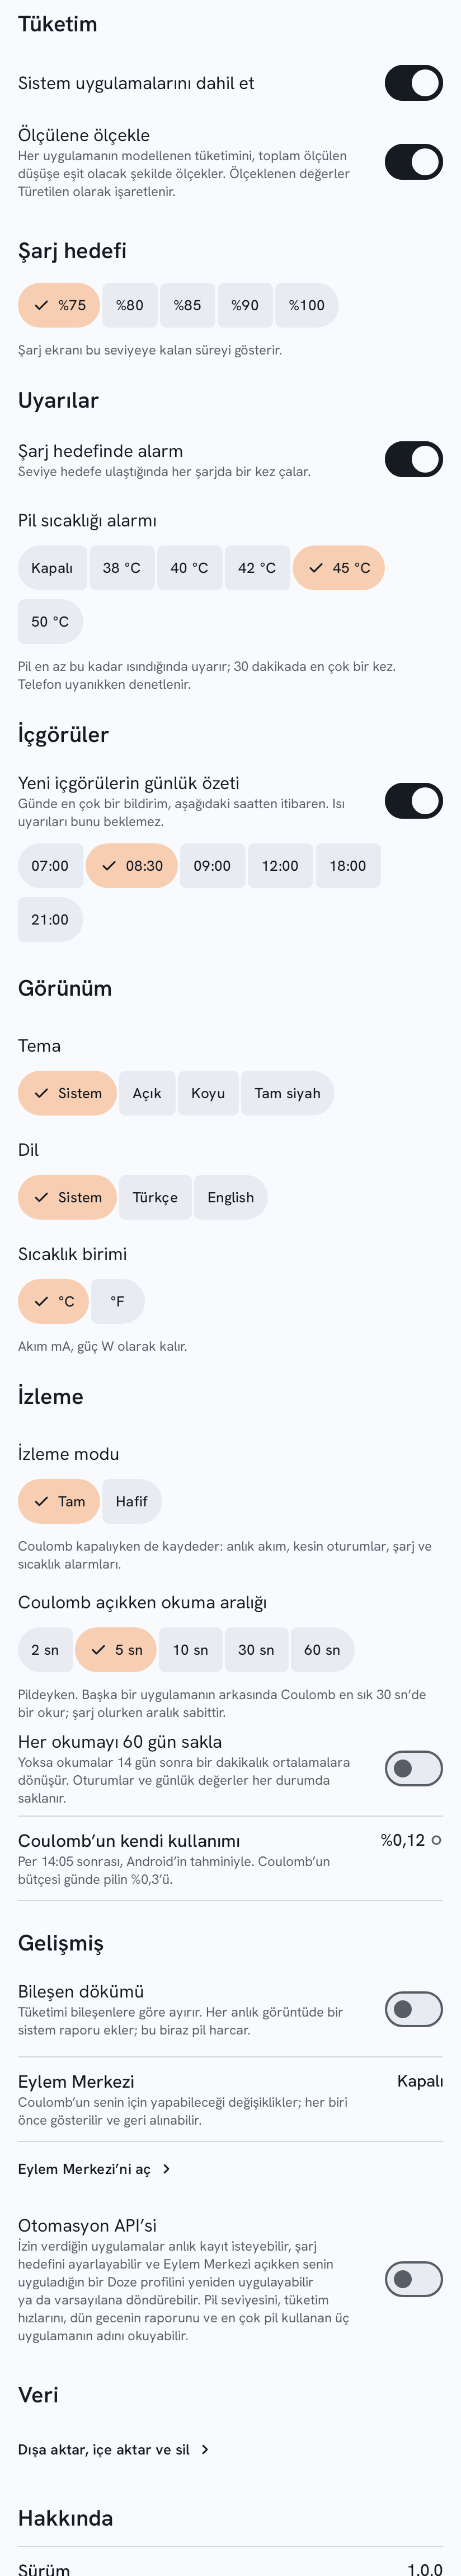 Tüketim
Sistem uygulamalarını dahil et
Ölçülene ölçekle
Her uygulamanın modellenen tüketimini, toplam ölçülen
düşüşe eşit olacak şekilde ölçekler. Ölçeklenen değerler
Türetilen olarak işaretlenir.
Şarj hedefi
%75 %80 %85 %90 %100
Şarj ekranı bu seviyeye kalan süreyi gösterir.
Uyarılar
Şarj hedefinde alarm
Seviye hedefe ulaştığında her şarjda bir kez çalar.
Pil sıcaklığı alarmı
Kapalı 38 °C 40 °C 42 °C 45 °C
50 °C
Pil en az bu kadar ısındığında uyarır; 30 dakikada en çok bir kez.
Telefon uyanıkken denetlenir.
İçgörüler
Yeni içgörülerin günlük özeti
Günde en çok bir bildirim, aşağıdaki saatten itibaren. Isı
uyarıları bunu beklemez.
07:00 08:30 09:00 12:00 18:00
21:00
Görünüm
Tema
Sistem Açık Koyu Tam siyah
Dil
Sistem Türkçe English
Sıcaklık birimi
°C °F
Akım mA, güç W olarak kalır.
İzleme
İzleme modu
Tam Hafif
Coulomb kapalıyken de kaydeder: anlık akım, kesin oturumlar, şarj ve
sıcaklık alarmları.
Coulomb açıkken okuma aralığı
2 sn 5 sn 10 sn 30 sn 60 sn
Pildeyken. Başka bir uygulamanın arkasında Coulomb en sık 30 sn’de
bir okur; şarj olurken aralık sabittir.
Her okumayı 60 gün sakla
Yoksa okumalar 14 gün sonra bir dakikalık ortalamalara
dönüşür. Oturumlar ve günlük değerler her durumda
saklanır.
Coulomb’un kendi kullanımı %0,12
Per 14:05 sonrası, Android’in tahminiyle. Coulomb’un
bütçesi günde pilin %0,3’ü.
Gelişmiş
Bileşen dökümü
Tüketimi bileşenlere göre ayırır. Her anlık görüntüde bir
sistem raporu ekler; bu biraz pil harcar.
Eylem Merkezi Kapalı
Coulomb’un senin için yapabileceği değişiklikler; her biri
önce gösterilir ve geri alınabilir.
Eylem Merkezi’ni aç
Otomasyon API’si
İzin verdiğin uygulamalar anlık kayıt isteyebilir, şarj
hedefini ayarlayabilir ve Eylem Merkezi açıkken senin
uyguladığın bir Doze profilini yeniden uygulayabilir
ya da varsayılana döndürebilir. Pil seviyesini, tüketim
hızlarını, dün gecenin raporunu ve en çok pil kullanan üç
uygulamanın adını okuyabilir.
Veri
Dışa aktar, içe aktar ve sil
Hakkında
Sürüm 1.0.0